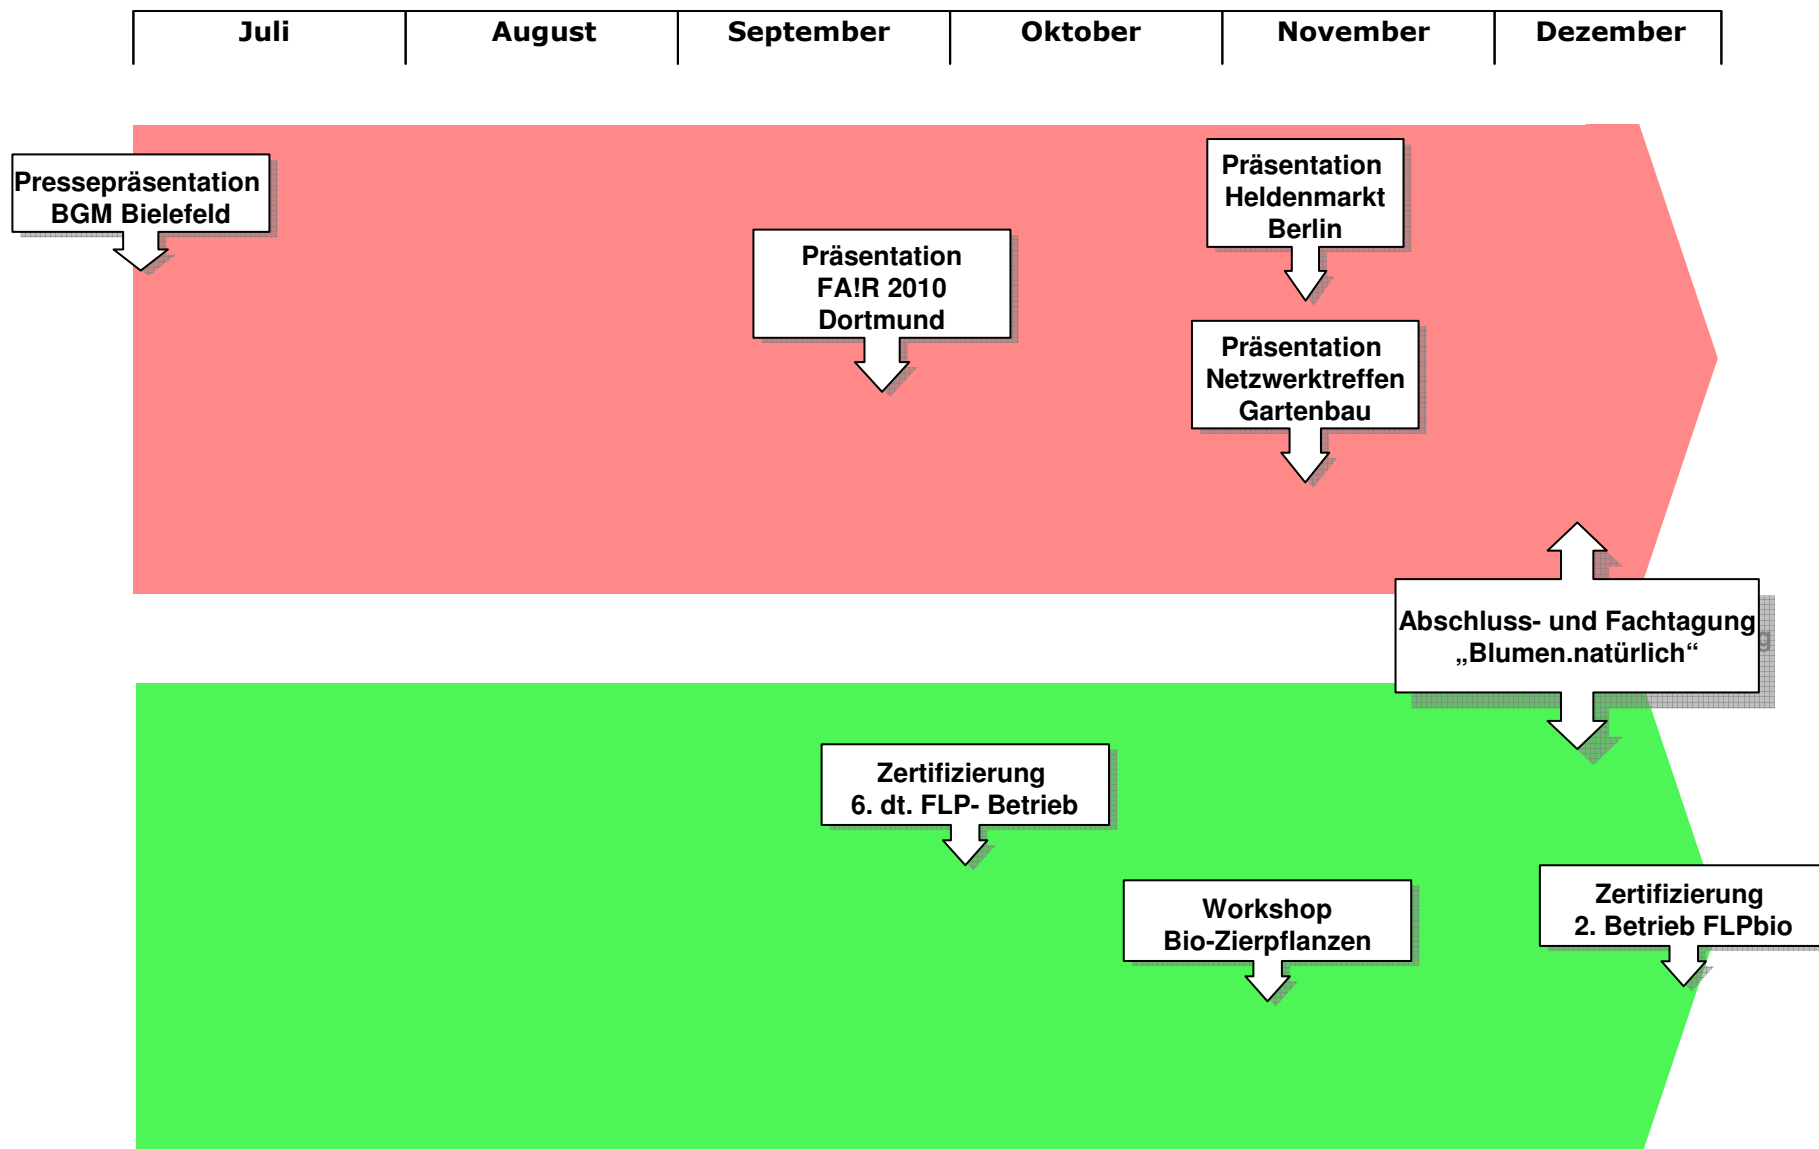 Juli August September Oktober November Dezember
Pressepräsentation
BGM Bielefeld
Präsentation
Heldenmarkt
Berlin
Präsentation
FA!R 2010
Dortmund
Präsentation
Netzwerktreffen
Gartenbau
Abschluss- und Fachtagung
„Blumen.natürlich“
Zertifizierung
6. dt. FLP- Betrieb
Zertifizierung
2. Betrieb FLPbio
Workshop
Bio-Zierpflanzen